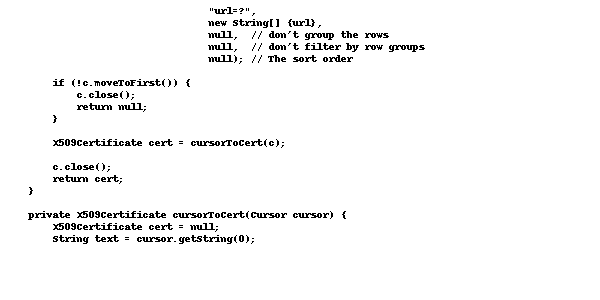 "url=?",
new String[] {url},
null,  // don't group the rows
null,  // don't filter by row groups
null); // The sort order
if (!c.moveToFirst()) {
c.close();
return null;
}
X509Certificate cert = cursorToCert(c);
c.close();
return cert;
}
private X509Certificate cursorToCert(Cursor cursor) {
X509Certificate cert = null;
String text = cursor.getString(0);